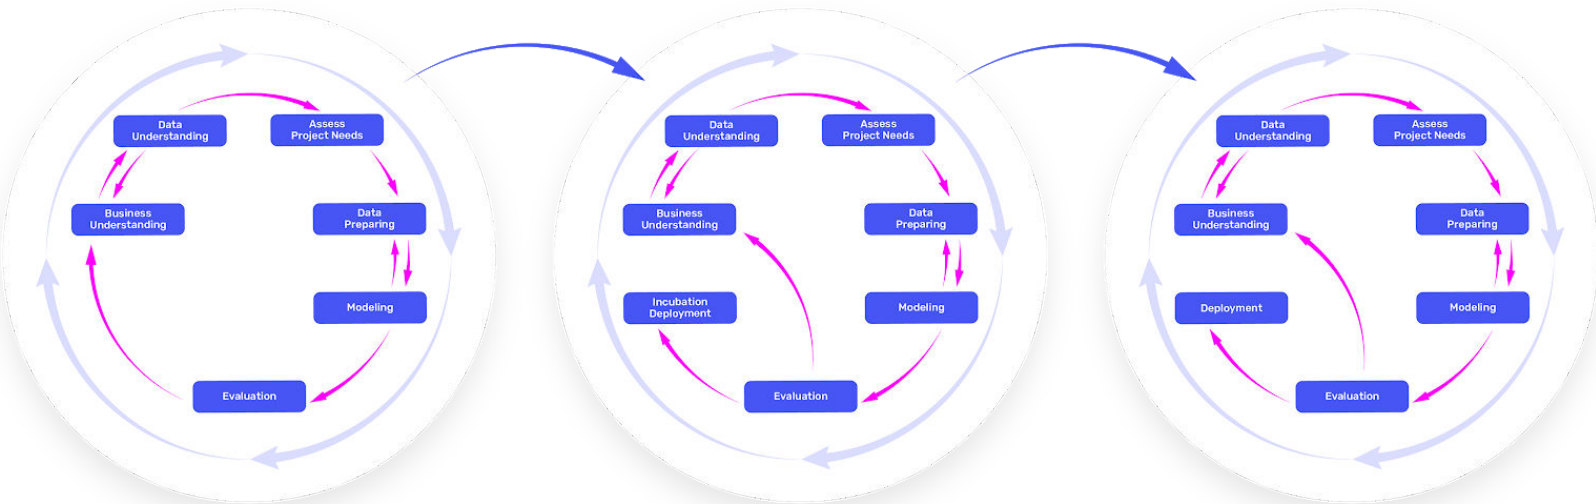 Data
Understanding
Assess
Project Needs
Business
Understanding
Data
Preparing
Modeling
Evaluation
Data
Understanding
Assess
Project Needs
Business
Understanding
Data
Preparing
Incubation
Deployment
Modeling
Evaluation
Data
Understanding
Assess
Project Needs
Business
Understanding
Data
Preparing
Deployment
Modeling
Evaluation